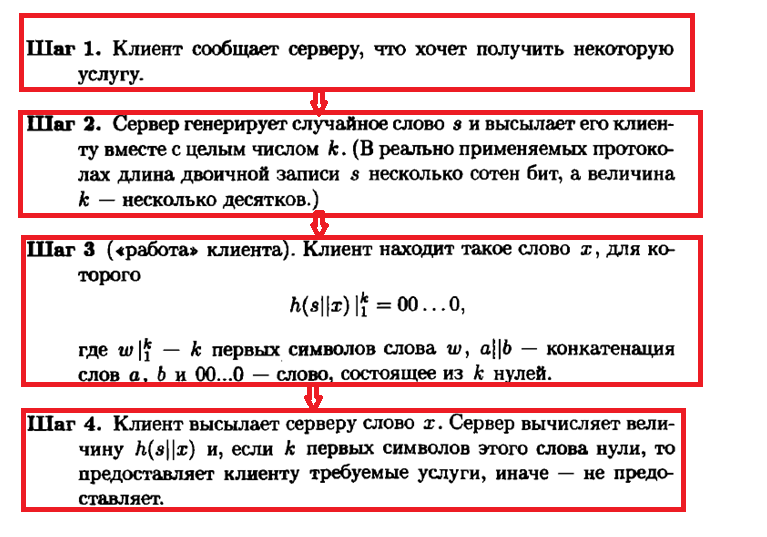 Шаг 1. Клиент сообщает серверу, что хочет получить некоторую
услугу.
Шаг 2. Сервер генерирует случайное слово s и высылает его клиен-
ту вместе с целым числом k. (В реально применяемых протоко-
лах длина двоичной записи s несколько сотен бит, а величина
k — несколько десятков.)
Шаг 3 («работа» клиента). Клиент находит такое слово x, для ко-
торого
h(s||x)|₁ᵏ = 00...0,
где w|₁ᵏ — k первых символов слова w, a||b — конкатенация
слов a, b и 00...0 — слово, состоящее из k нулей.
Шаг 4. Клиент высылает серверу слово x. Сервер вычисляет вели-
чину h(s||x) и, если k первых символов этого слова нули, то
предоставляет клиенту требуемые услуги, иначе — не предо-
ставляет.